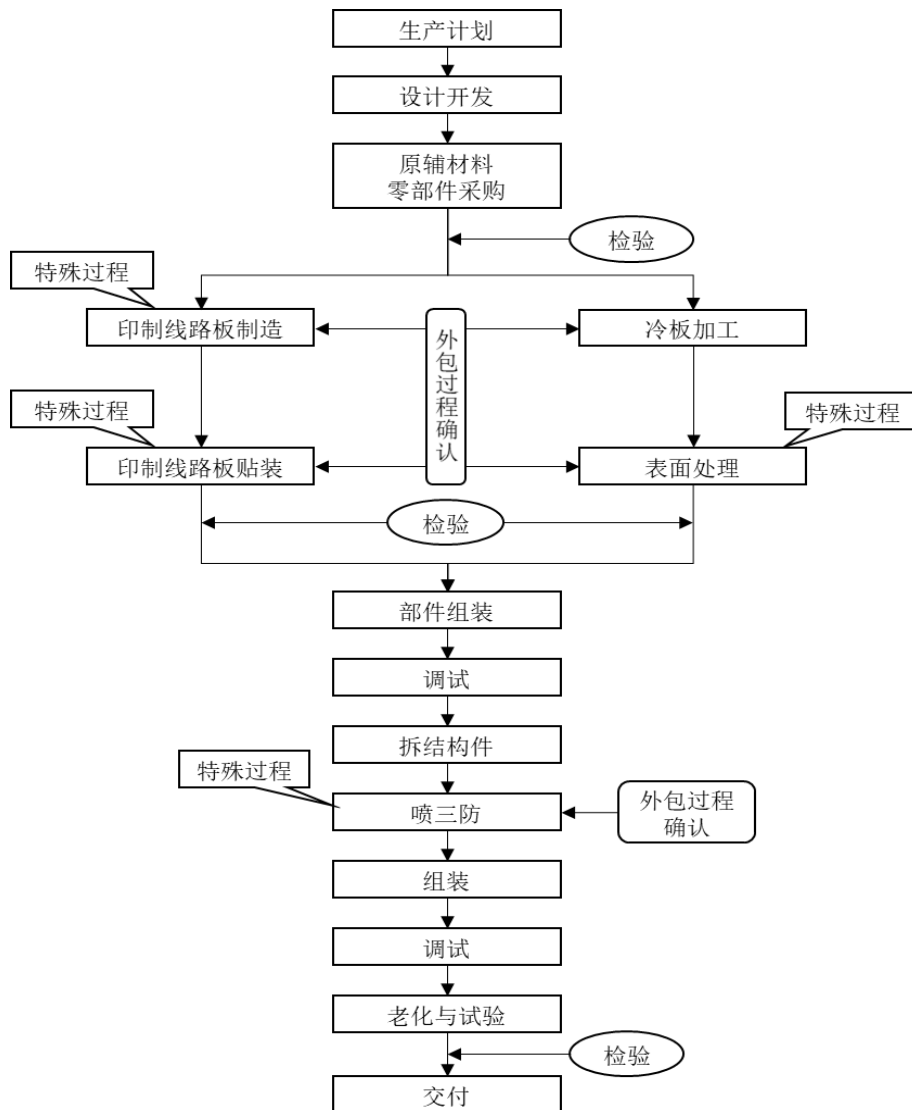 生产计划
设计开发
原辅材料
零部件采购
检验
特殊过程
印制线路板制造
外包过程确认
冷板加工
特殊过程
特殊过程
印制线路板贴装
表面处理
检验
部件组装
调试
拆结构件
特殊过程
喷三防
外包过程
确认
组装
调试
老化与试验
检验
交付